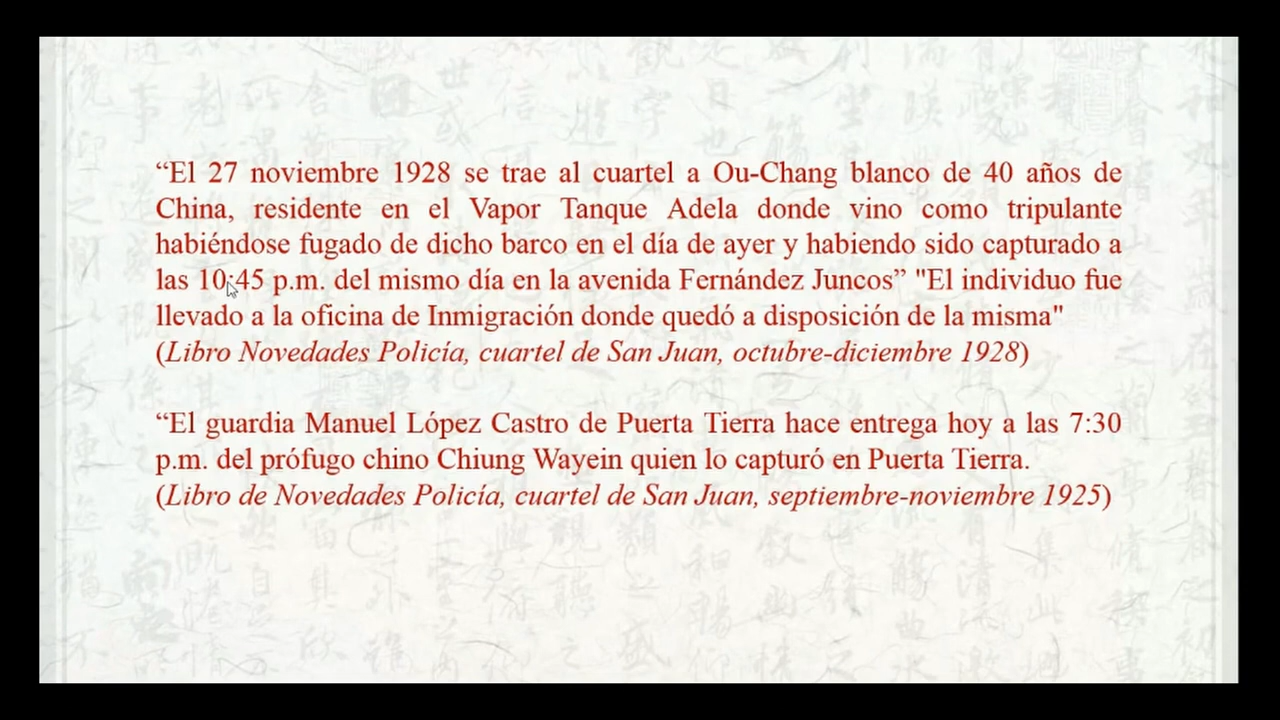 “El 27 noviembre 1928 se trae al cuartel a Ou-Chang blanco de 40 años de
China, residente en el Vapor Tanque Adela donde vino como tripulante
habiéndose fugado de dicho barco en el día de ayer y habiendo sido capturado a
las 10:45 p.m. del mismo día en la avenida Fernández Juncos” "El individuo fue
llevado a la oficina de Inmigración donde quedó a disposición de la misma"
(Libro Novedades Policía, cuartel de San Juan, octubre-diciembre 1928)
“El guardia Manuel López Castro de Puerta Tierra hace entrega hoy a las 7:30
p.m. del prófugo chino Chiung Wayein quien lo capturó en Puerta Tierra.
(Libro de Novedades Policía, cuartel de San Juan, septiembre-noviembre 1925)